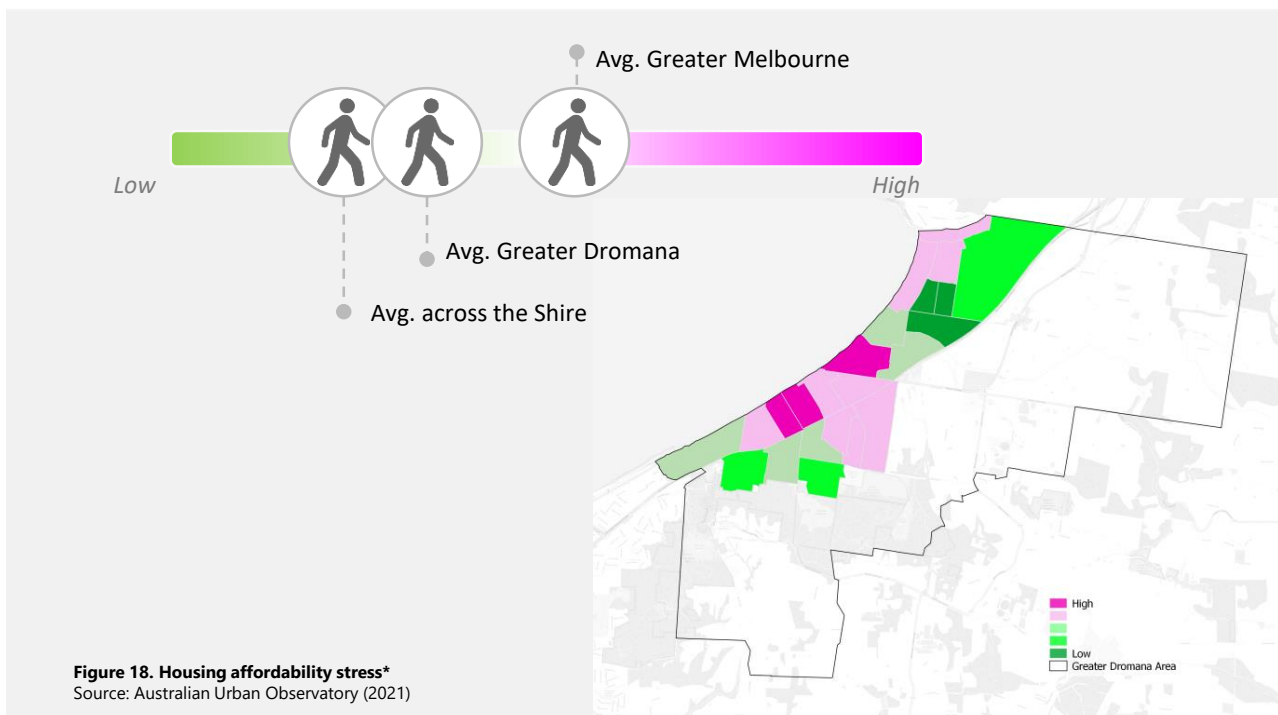 Avg. Greater Melbourne
Low
High
Avg. Greater Dromana
Avg. across the Shire
High
Low
Greater Dromana Area
Figure 18. Housing affordability stress*
Source: Australian Urban Observatory (2021)